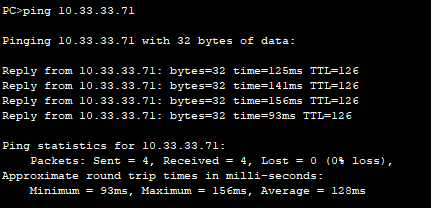 PC>ping 10.33.33.71
Pinging 10.33.33.71 with 32 bytes of data:
Reply from 10.33.33.71: bytes=32 time=125ms TTL=126
Reply from 10.33.33.71: bytes=32 time=141ms TTL=126
Reply from 10.33.33.71: bytes=32 time=156ms TTL=126
Reply from 10.33.33.71: bytes=32 time=93ms TTL=126
Ping statistics for 10.33.33.71:
Packets: Sent = 4, Received = 4, Lost = 0 (0% loss),
Approximate round trip times in milli-seconds:
Minimum = 93ms, Maximum = 156ms, Average = 128ms